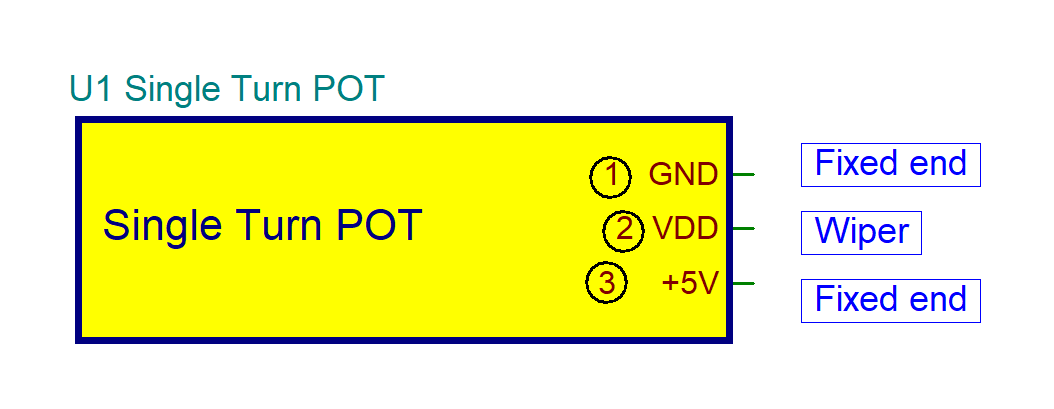 U1 Single Turn POT
1 GND Fixed end
Single Turn POT 2 VDD Wiper
3 +5V Fixed end